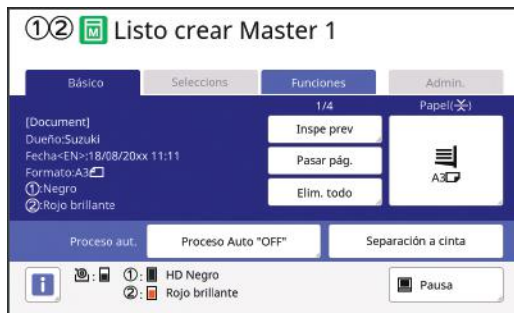 ①② M Listo crear Master 1
Básico Seleccions Funciones Admin.
1/4 Papel(
[Document]
Dueño:Suzuki
Fecha<EN>:18/08/20xx 11:11
Formato:A3
①:Negro
②:Rojo brillante
Inspe prev
Pasar pág.
Elim. todo
A3
Proceso aut. Proceso Auto "OFF" Separación a cinta
①: HD Negro
②: Rojo brillante
i
Pausa